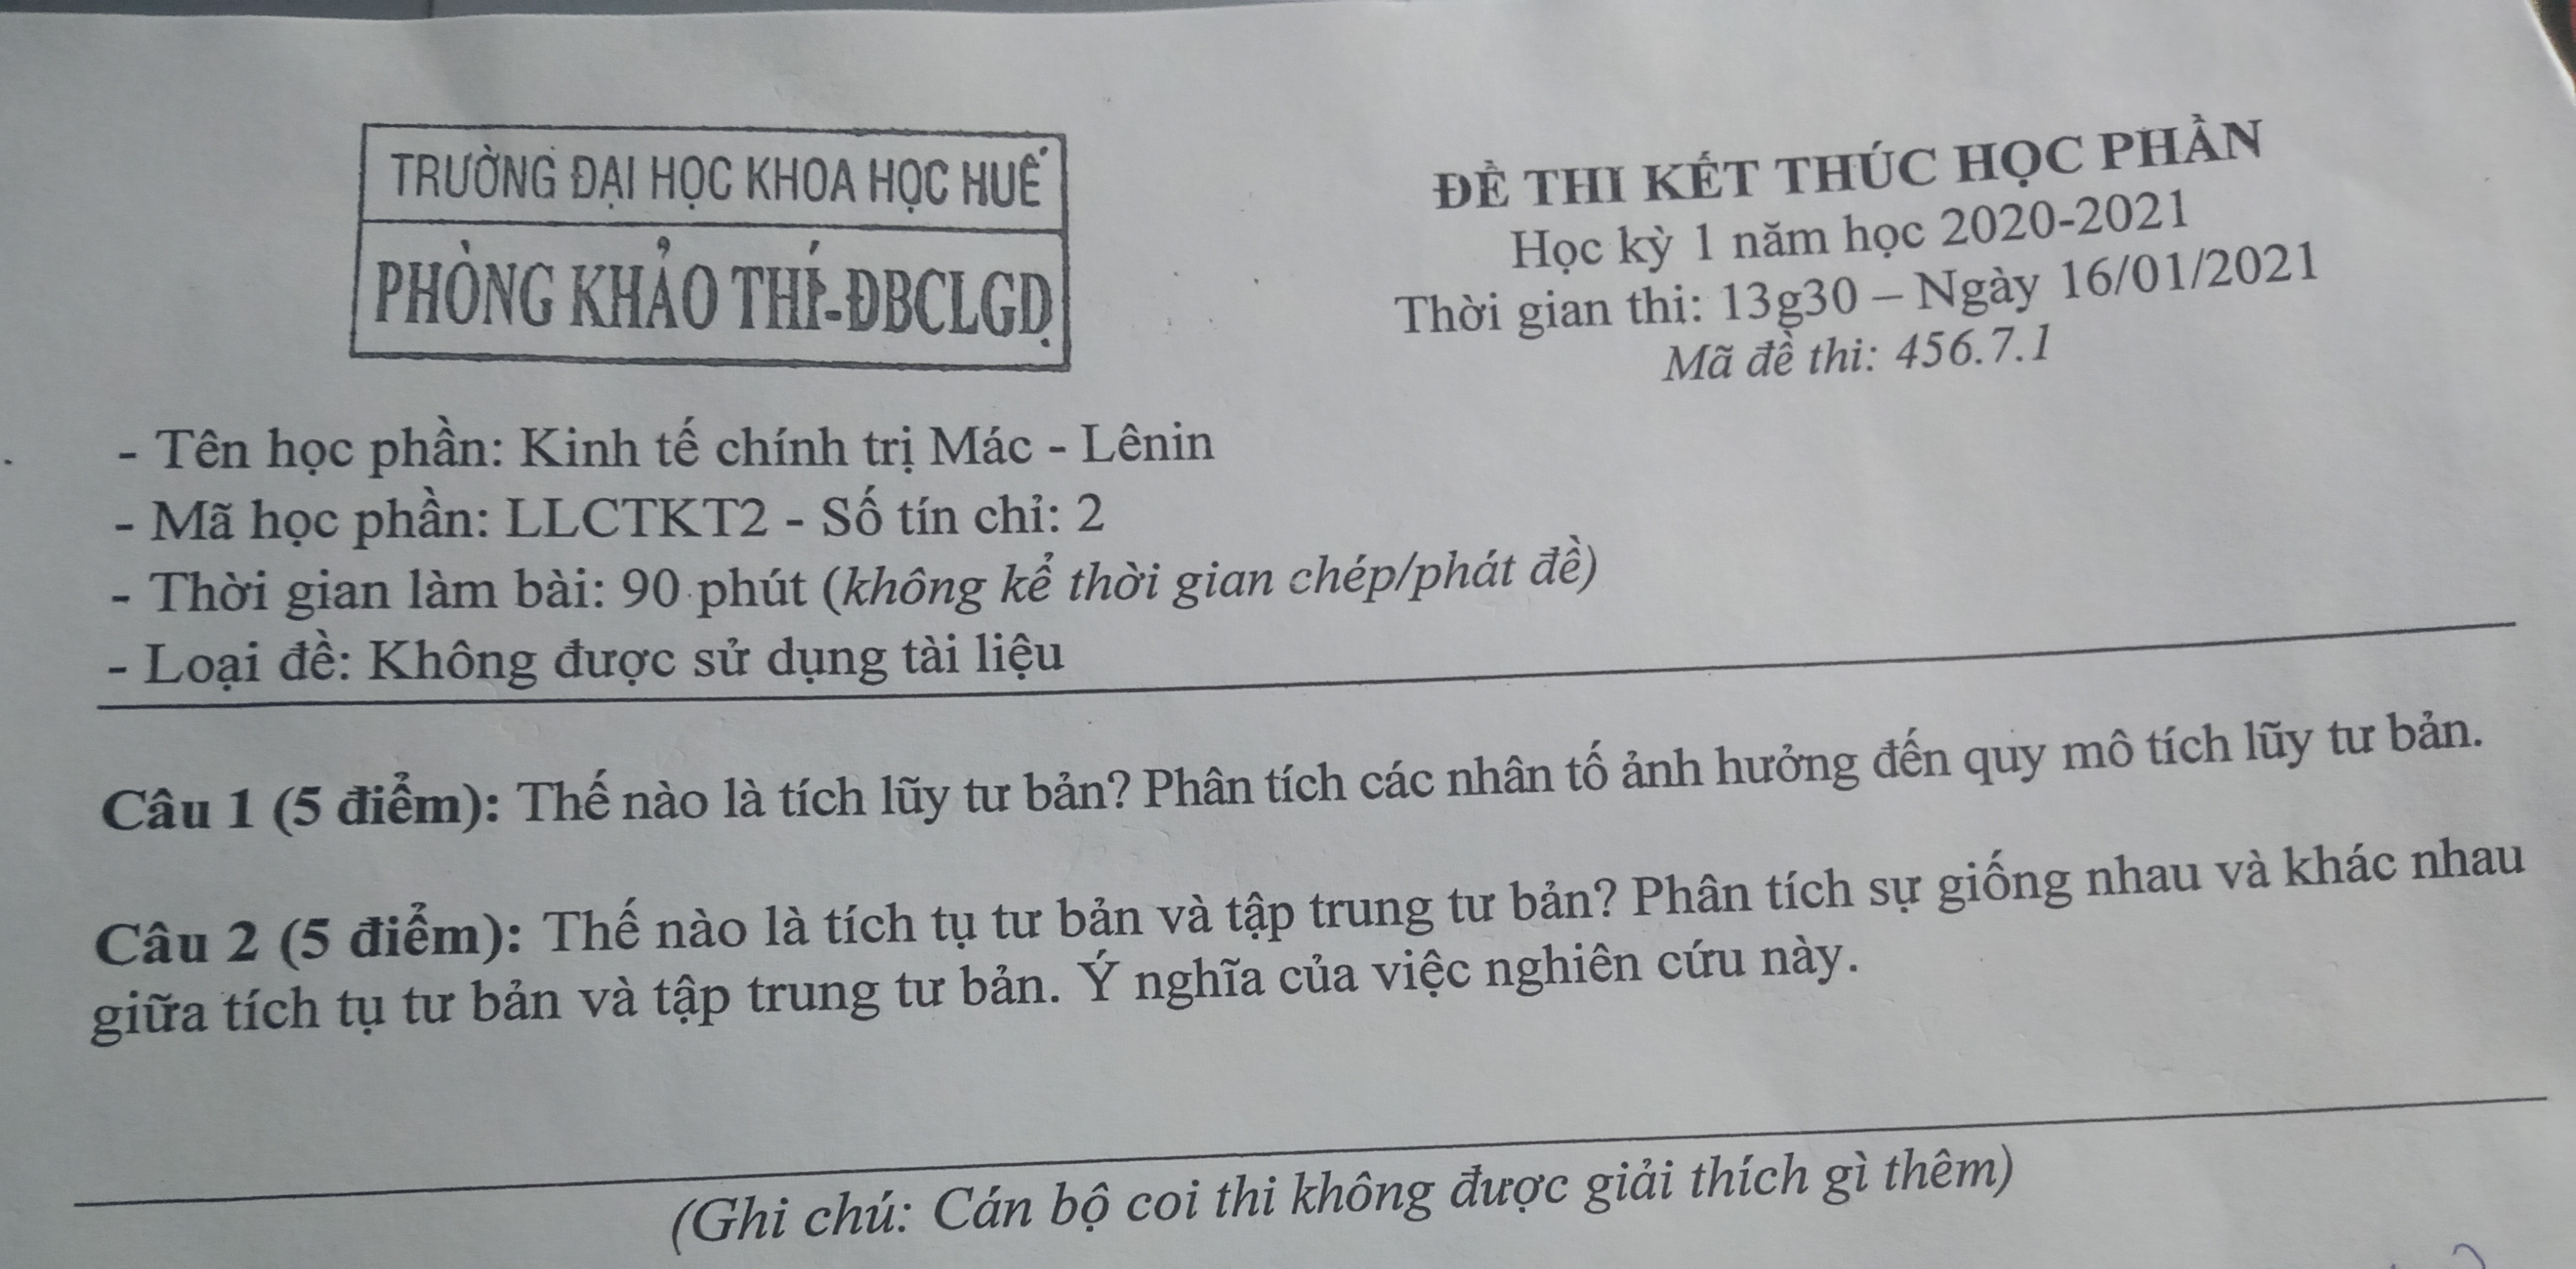 TRƯỜNG ĐẠI HỌC KHOA HỌC HUẾ
PHÒNG KHẢO THÍ-ĐBCLGD
ĐỀ THI KẾT THÚC HỌC PHẦN
Học kỳ 1 năm học 2020-2021
Thời gian thi: 13g30 – Ngày 16/01/2021
Mã đề thi: 456.7.1
- Tên học phần: Kinh tế chính trị Mác - Lênin
- Mã học phần: LLCTKT2 - Số tín chỉ: 2
- Thời gian làm bài: 90 phút (không kể thời gian chép/phát đề)
- Loại đề: Không được sử dụng tài liệu
Câu 1 (5 điểm): Thế nào là tích lũy tư bản? Phân tích các nhân tố ảnh hưởng đến quy mô tích lũy tư bản.
Câu 2 (5 điểm): Thế nào là tích tụ tư bản và tập trung tư bản? Phân tích sự giống nhau và khác nhau
giữa tích tụ tư bản và tập trung tư bản. Ý nghĩa của việc nghiên cứu này.
(Ghi chú: Cán bộ coi thi không được giải thích gì thêm)